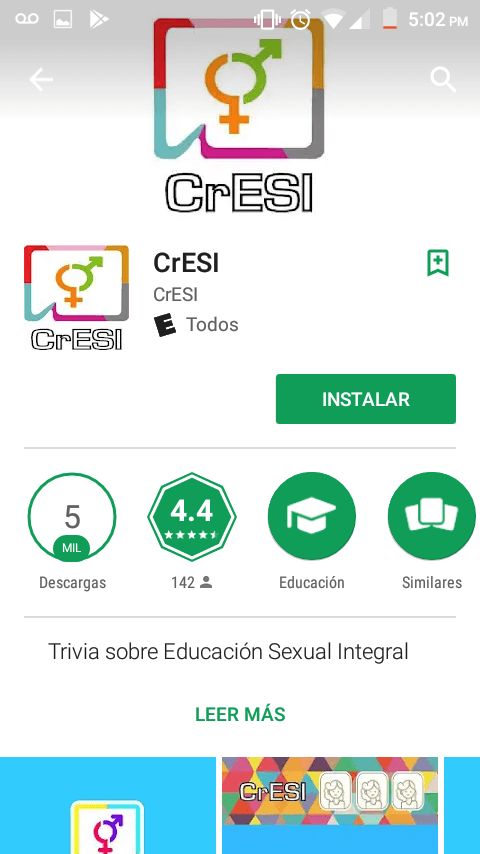 5:02 PM
CrESI
CrESI
CrESI
CrESI
E Todos
INSTALAR
5
MIL
4.4
Descargas
142
Educación
Similares
Trivia sobre Educación Sexual Integral
LEER MÁS
CrESI